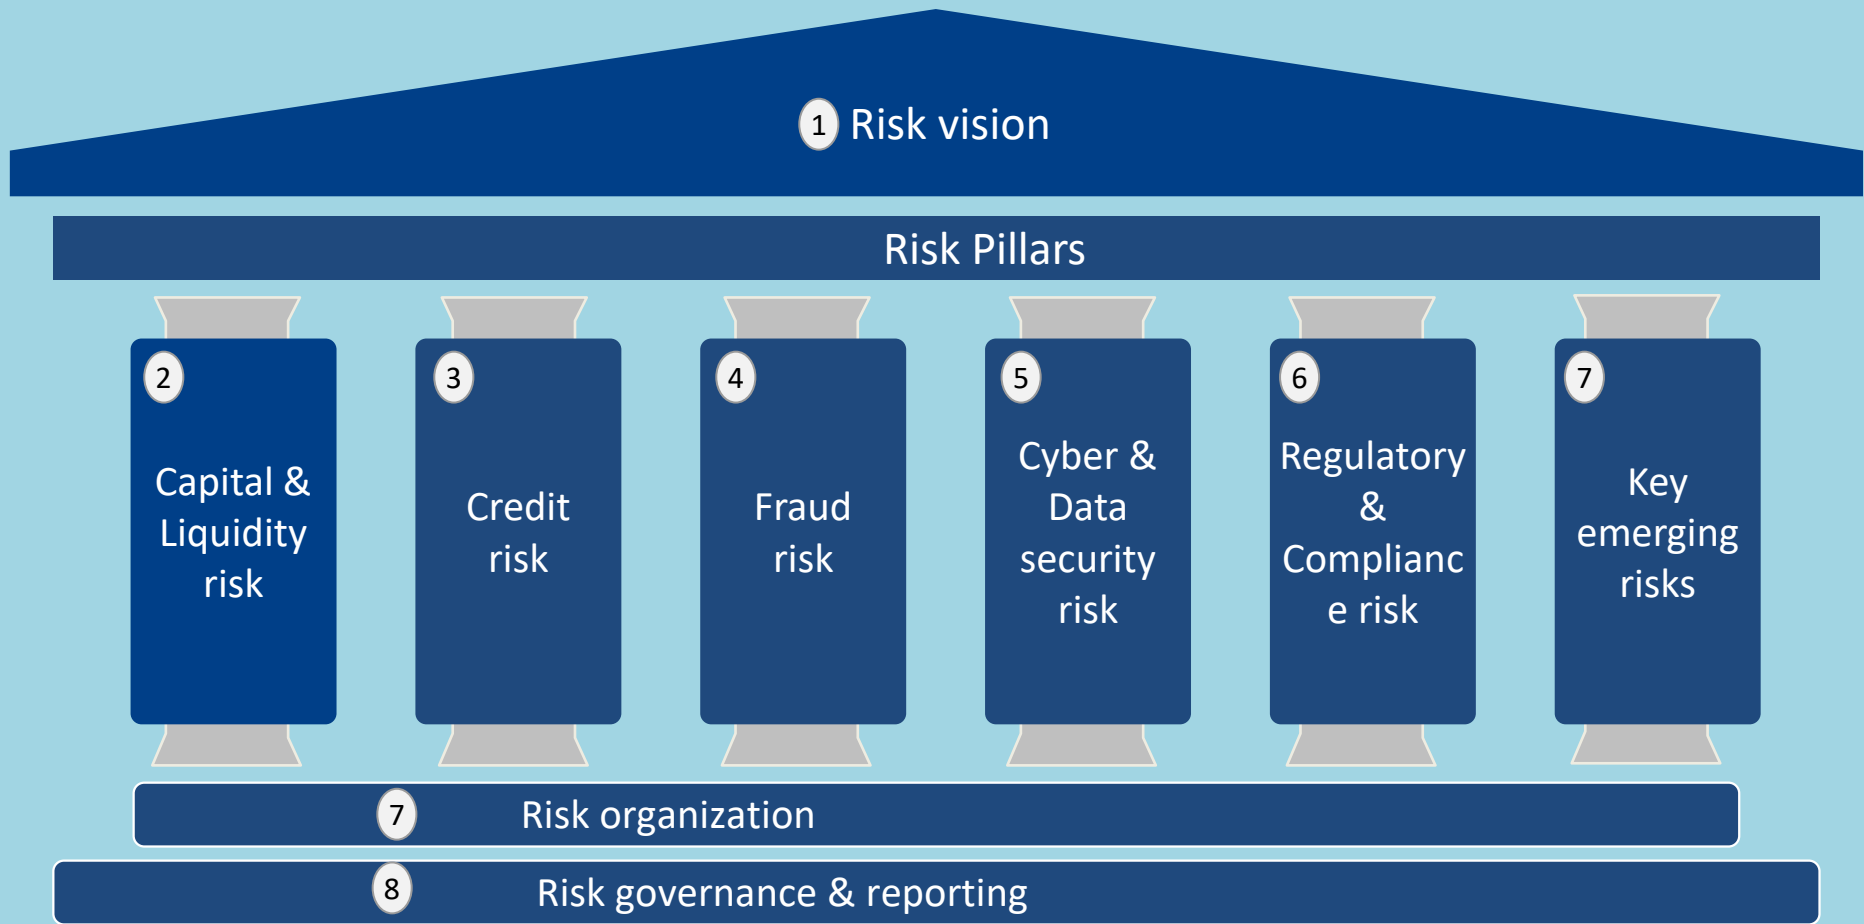 1 Risk vision
Risk Pillars
2
Capital &
Liquidity
risk
3
Credit
risk
4
Fraud
risk
5
Cyber &
Data
security
risk
6
Regulatory
&
Complianc
e risk
7
Key
emerging
risks
7 Risk organization
8 Risk governance & reporting